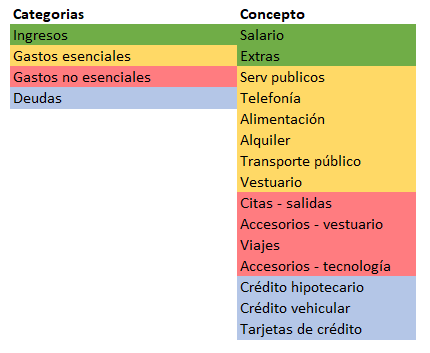 Categorias Concepto
Ingresos Salario
Gastos esenciales Extras
Gastos no esenciales Serv publicos
Deudas Telefonía
Alimentación
Alquiler
Transporte público
Vestuario
Citas - salidas
Accesorios - vestuario
Viajes
Accesorios - tecnología
Crédito hipotecario
Crédito vehicular
Tarjetas de crédito